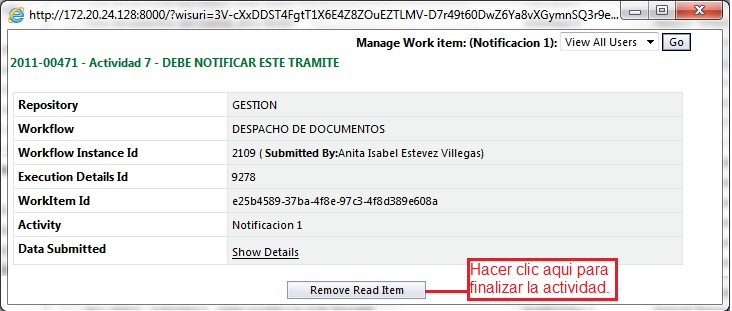 http://172.20.24.128:8000/?wisuri=3V-cXxDDST4FgtT1X6E4Z8ZOuEZTLMV-D7r49t60DwZ6Ya8vXGymnSQ3r9e...
Manage Work item: (Notificacion 1): View All Users Go
2011-00471 - Actividad 7 - DEBE NOTIFICAR ESTE TRAMITE
Repository GESTION
Workflow DESPACHO DE DOCUMENTOS
Workflow Instance Id 2109 ( Submitted By:Anita Isabel Estevez Villegas)
Execution Details Id 9278
WorkItem Id e25b4589-37ba-4f8e-97c3-4f8d389e608a
Activity Notificacion 1
Data Submitted Show Details
Remove Read Item
Hacer clic aqui para
finalizar la actividad.